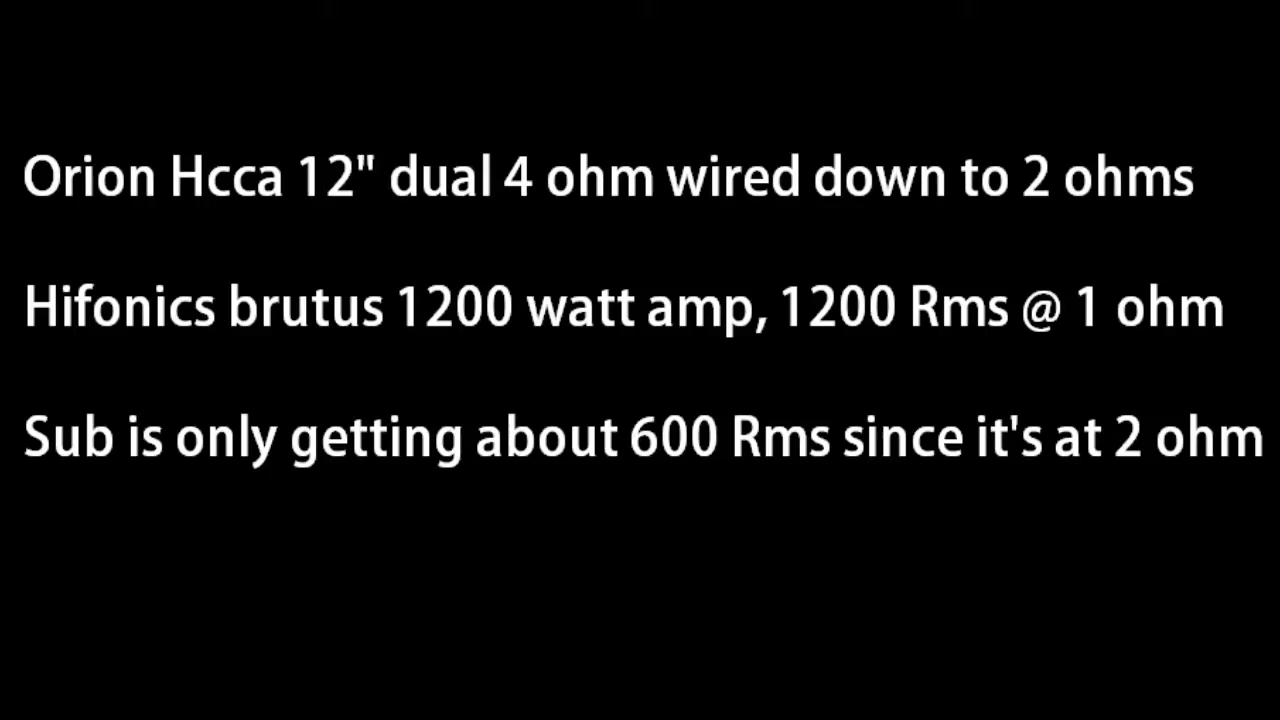 Orion Hcca 12" dual 4 ohm wired down to 2 ohms
Hifonics brutus 1200 watt amp, 1200 Rms @ 1 ohm
Sub is only getting about 600 Rms since it's at 2 ohm